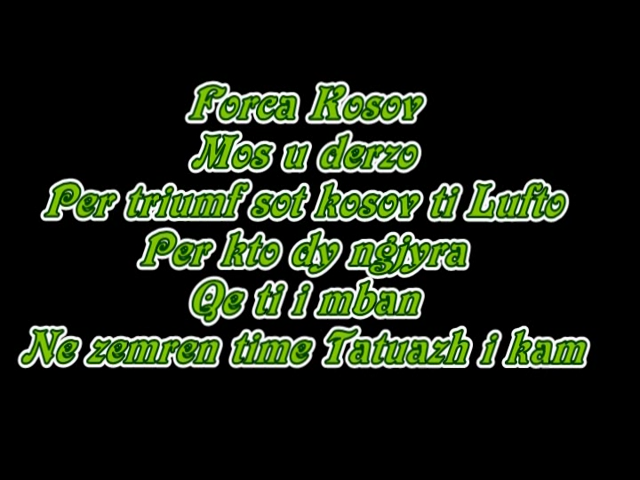 Forca Kosov
Mos u derzo
Per triumf sot kosov ti Lufto
Per kto dy ngjyra
Qe ti i mban
Ne zemren time Tatuazh i kam